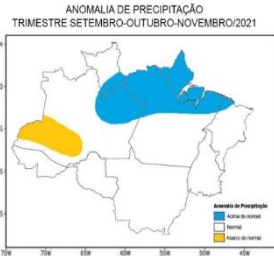 ANOMALIA DE PRECIPITAÇÃO
TRIMESTRE SETEMBRO-OUTUBRO-NOVEMBRO/2021
Anomalia de Precipitação
Acima do normal
Normal
Abaixo do normal
75W 70W 65W 60W 55W 50W 45W